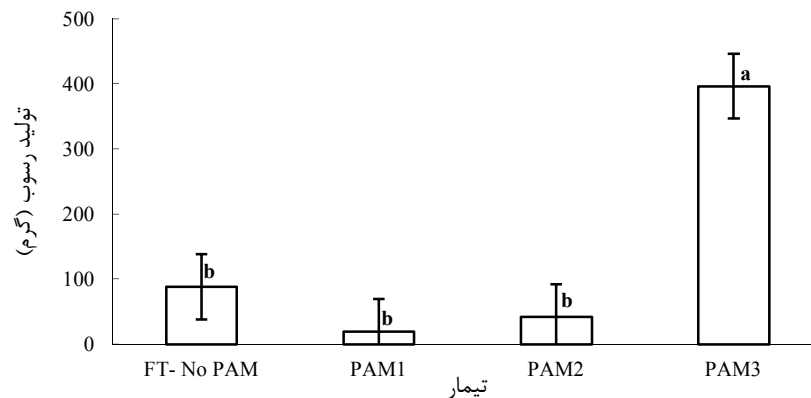 500
400
300
200
100
0
تولید رسوب (گرم)
b
b
b
a
FT- No PAM
PAM1
PAM2
PAM3
تیمار